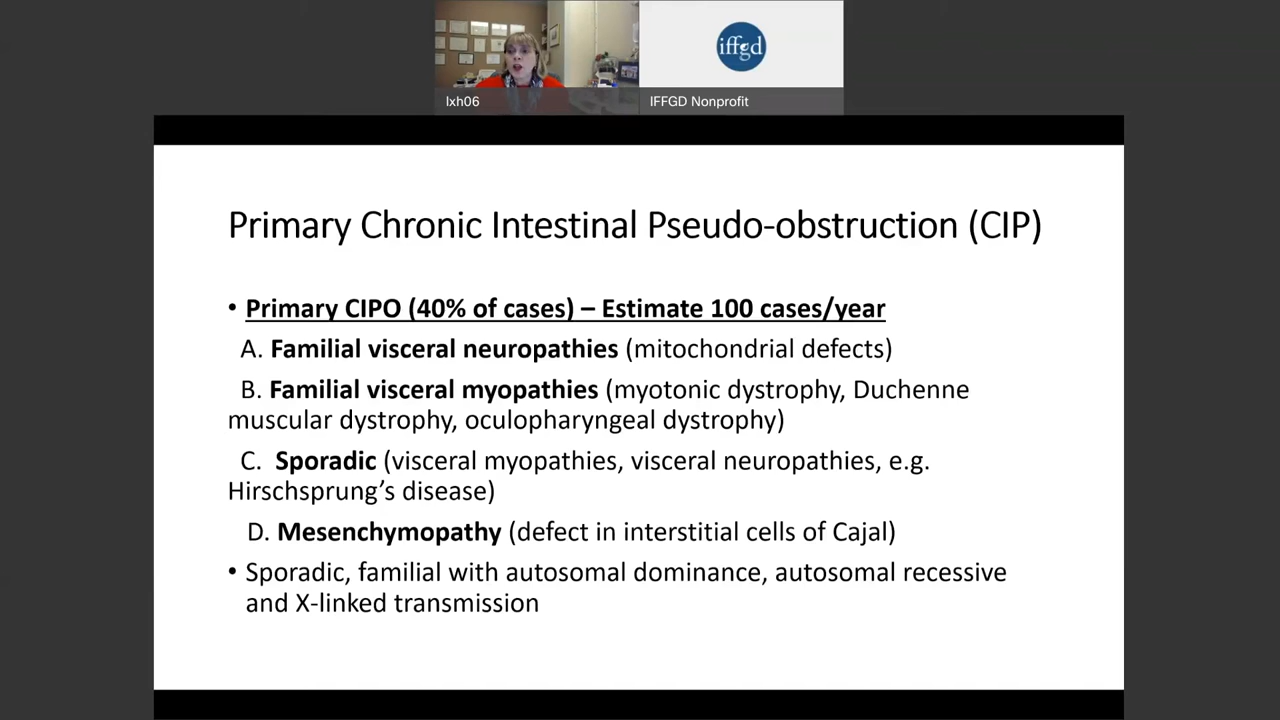 iffgd
lxh06
IFFGD Nonprofit
Primary Chronic Intestinal Pseudo-obstruction (CIP)
• Primary CIPO (40% of cases) – Estimate 100 cases/year
A. Familial visceral neuropathies (mitochondrial defects)
B. Familial visceral myopathies (myotonic dystrophy, Duchenne
muscular dystrophy, oculopharyngeal dystrophy)
C. Sporadic (visceral myopathies, visceral neuropathies, e.g.
Hirschsprung’s disease)
D. Mesenchymopathy (defect in interstitial cells of Cajal)
• Sporadic, familial with autosomal dominance, autosomal recessive
and X-linked transmission